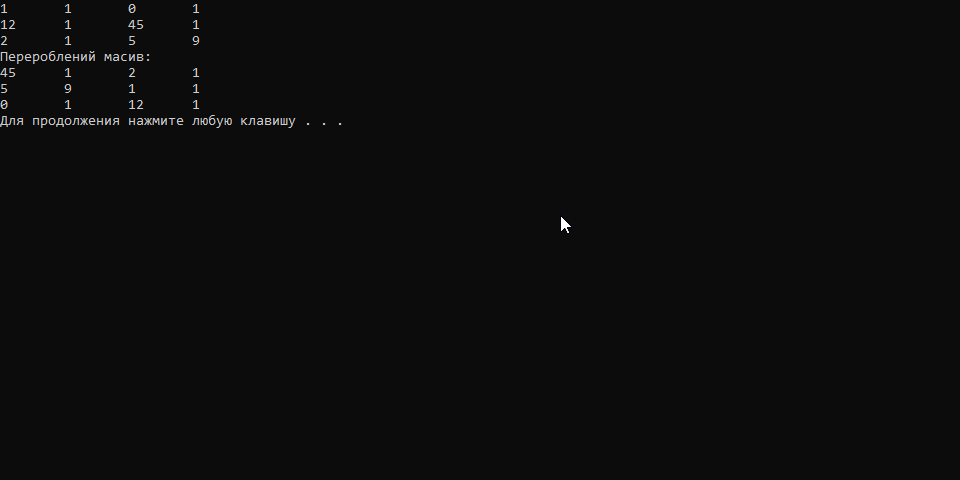 1 1 0 1
12 1 45 1
2 1 5 9
Перероблений масив:
45 1 2 1
5 9 1 1
0 1 12 1
Для продолжения нажмите любую клавишу . . .